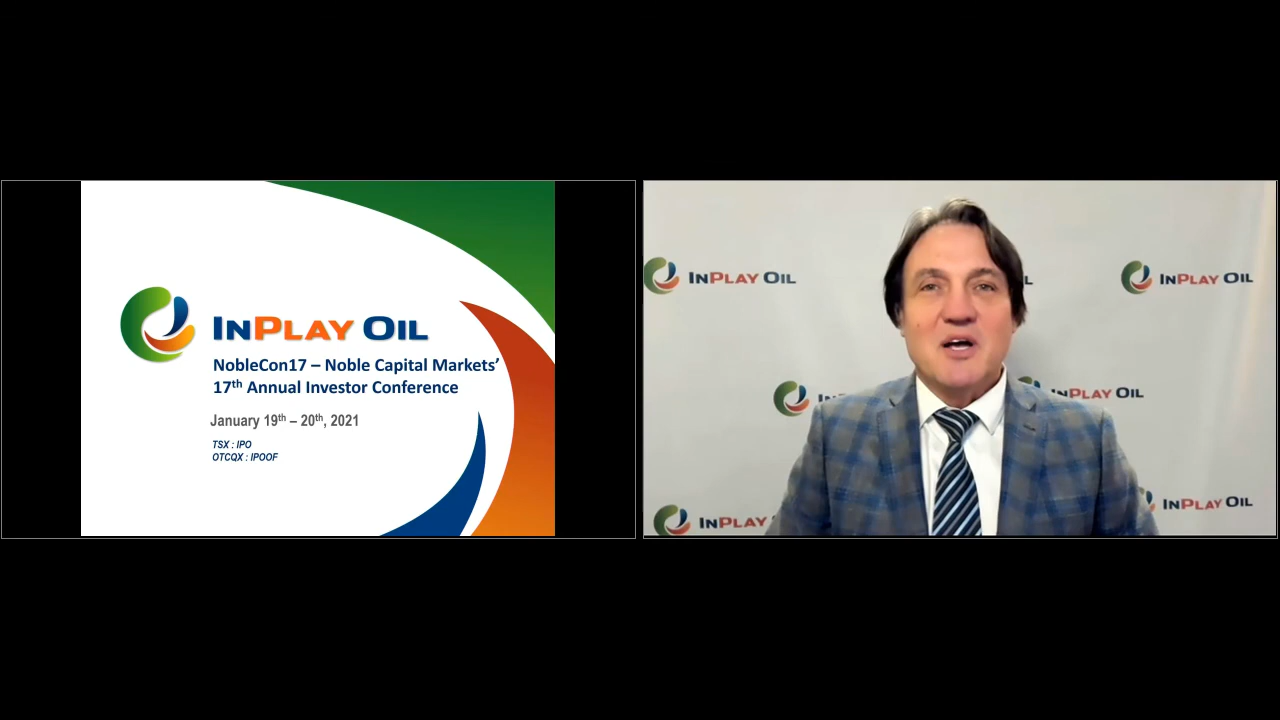 INPLAY OIL
NobleCon17 – Noble Capital Markets’
17th Annual Investor Conference
January 19th – 20th, 2021
TSX : IPO
OTCQX : IPOOF
INPLAY OIL
INPLAY OIL
INPLAY OIL
INPLAY
INPLAY OIL